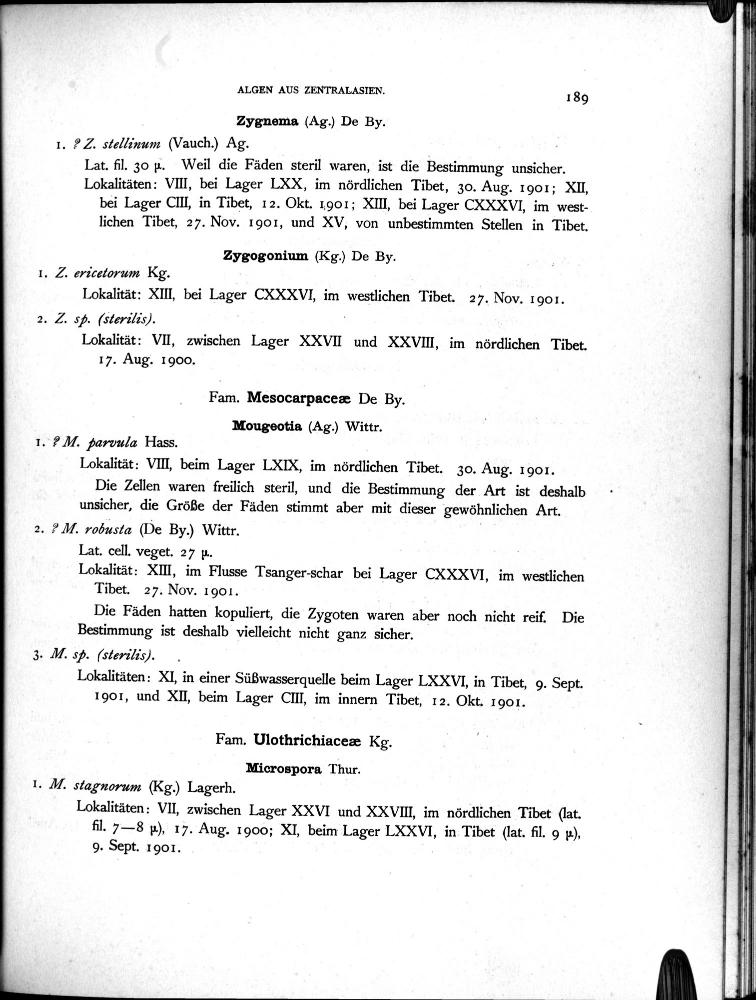 ALGEN AUS ZENTRALASIEN.
189
Zygnema (Ag.) De By.
1. ? Z. stellinum (Vauch.) Ag.
Lat. fil. 30 µ. Weil die Fäden steril waren, ist die Bestimmung unsicher.
Lokalitäten: VIII, bei Lager LXX, im nördlichen Tibet, 30. Aug. 1901; XII,
bei Lager CIII, in Tibet, 12. Okt. 1901; XIII, bei Lager CXXXVI, im west-
lichen Tibet, 27. Nov. 1901, und XV, von unbestimmten Stellen in Tibet.
Zygogonium (Kg.) De By.
1. Z. ericetorum Kg.
Lokalität: XIII, bei Lager CXXXVI, im westlichen Tibet. 27. Nov. 1901.
2. Z. sp. (sterilis).
Lokalität: VII, zwischen Lager XXVII und XXVIII, im nördlichen Tibet.
17. Aug. 1900.
Fam. Mesocarpaceæ De By.
Mougeotia (Ag.) Wittr.
1. ? M. parvula Hass.
Lokalität: VIII, beim Lager LXIX, im nördlichen Tibet. 30. Aug. 1901.
Die Zellen waren freilich steril, und die Bestimmung der Art ist deshalb
unsicher, die Größe der Fäden stimmt aber mit dieser gewöhnlichen Art.
2. ? M. robusta (De By.) Wittr.
Lat. cell. veget. 27 µ.
Lokalität: XIII, im Flusse Tsanger-schar bei Lager CXXXVI, im westlichen
Tibet. 27. Nov. 1901.
Die Fäden hatten kopuliert, die Zygoten waren aber noch nicht reif. Die
Bestimmung ist deshalb vielleicht nicht ganz sicher.
3. M. sp. (sterilis).
Lokalitäten: XI, in einer Süßwasserquelle beim Lager LXXVI, in Tibet, 9. Sept.
1901, und XII, beim Lager CIII, im innern Tibet, 12. Okt. 1901.
Fam. Ulothrichiaceæ Kg.
Microspora Thur.
1. M. stagnorum (Kg.) Lagerh.
Lokalitäten: VII, zwischen Lager XXVI und XXVIII, im nördlichen Tibet (lat.
fil. 7—8 µ), 17. Aug. 1900; XI, beim Lager LXXVI, in Tibet (lat. fil. 9 µ),
9. Sept. 1901.